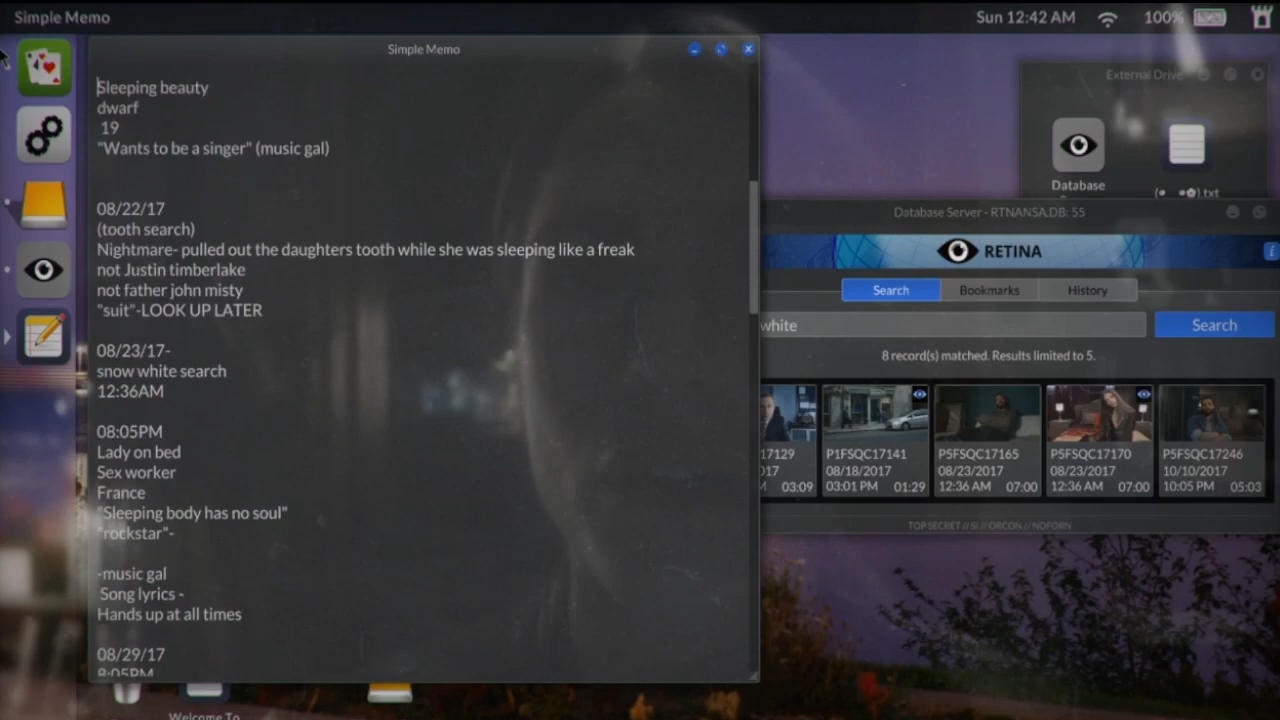 Simple Memo
Sun 12:42 AM
100%
Simple Memo
Sleeping beauty
dwarf
19
"Wants to be a singer" (music gal)
08/22/17
(tooth search)
Nightmare- pulled out the daughters tooth while she was sleeping like a freak
not Justin timberlake
not father john misty
"suit"-LOOK UP LATER
08/23/17-
snow white search
12:36AM
08:05PM
Lady on bed
Sex worker
France
"Sleeping body has no soul"
"rockstar"-
-music gal
Song lyrics -
Hands up at all times
08/29/17
8:05PM
External Drive
Database
(● ●✿).txt
Database Server - RTNANSA.DB: 55
RETINA
Search
Bookmarks
History
white
Search
8 record(s) matched. Results limited to 5.
17129
017
M 03:09
P1FSQC17141
08/18/2017
03:01 PM 01:29
P5FSQC17165
08/23/2017
12:36 AM 07:00
P5FSQC17170
08/23/2017
12:36 AM 07:00
P5FSQC17246
10/10/2017
10:05 PM 05:03
TOP SECRET // SI // ORCON // NOFORN
Welcome To